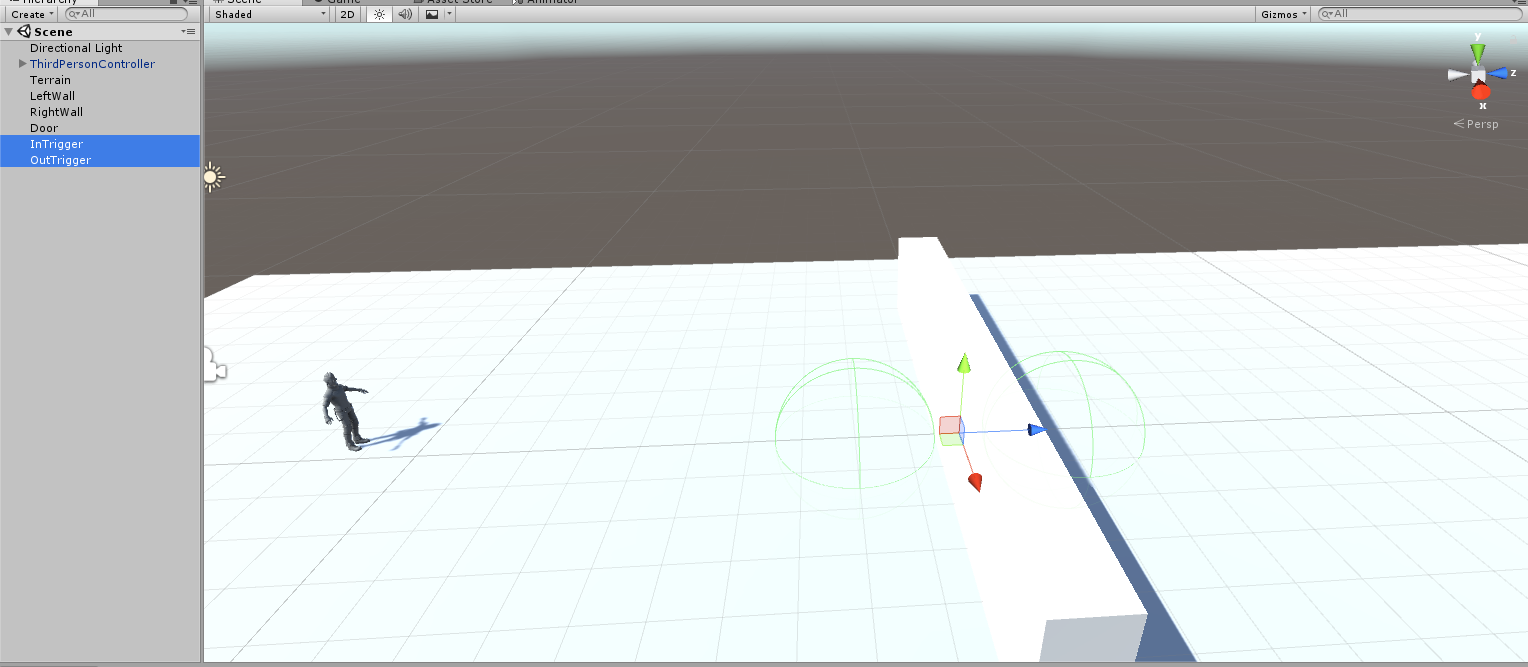 Hierarchy
Scene Game Asset Store Animator
Create All
Shaded 2D Gizmos All
Scene
Directional Light
ThirdPersonController
Terrain
LeftWall
RightWall
Door
InTrigger
OutTrigger
y
z
x
Persp